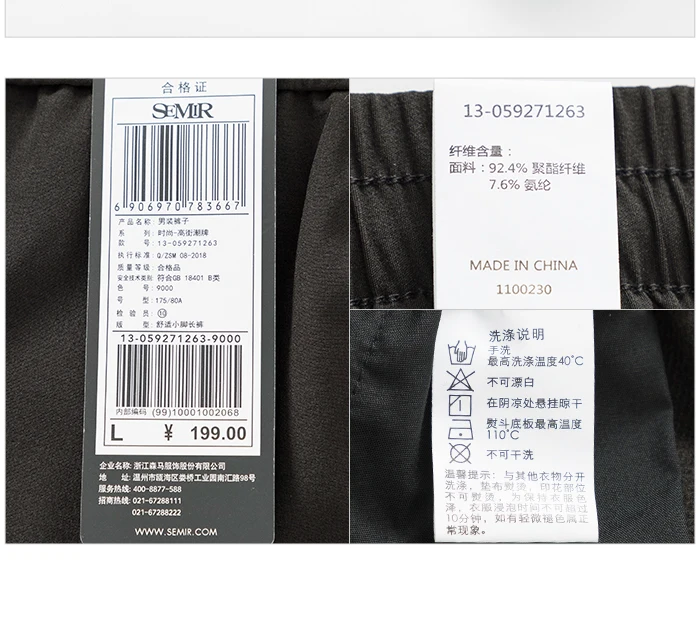 合格证
SEMIR
6 906970 783667
产品名称: 男装裤子
系 列: 时尚-高街潮牌
款 号: 13-059271263
执行标准: Q/ZSM 08-2018
质量等级: 合格品
安全技术类别: 符合GB 18401 B类
色 号: 9000
号 型: 175/80A
检 验 员: ⑩
版 型: 舒适小脚长裤
13-059271263-9000
内部编码 (99)10001002068
L ¥ 199.00
企业名称: 浙江森马服饰股份有限公司
地 址: 温州市瓯海区娄桥工业园南汇路98号
服务热线: 400-8877-588
招商热线: 021-67288111
021-67288222
WWW.SEMIR.COM
13-059271263
纤维含量：
面料：92.4% 聚酯纤维
7.6% 氨纶
MADE IN CHINA
1100230
洗涤说明
手洗
最高洗涤温度40°C
不可漂白
在阴凉处悬挂晾干
熨斗底板最高温度
110°C
不可干洗
温馨提示：与其他衣物分开
洗涤，垫布熨烫，印花部位
不可熨烫，为保持衣服色
泽，衣服浸泡时间不可超过
10分钟，如有轻微褪色属正
常现象。